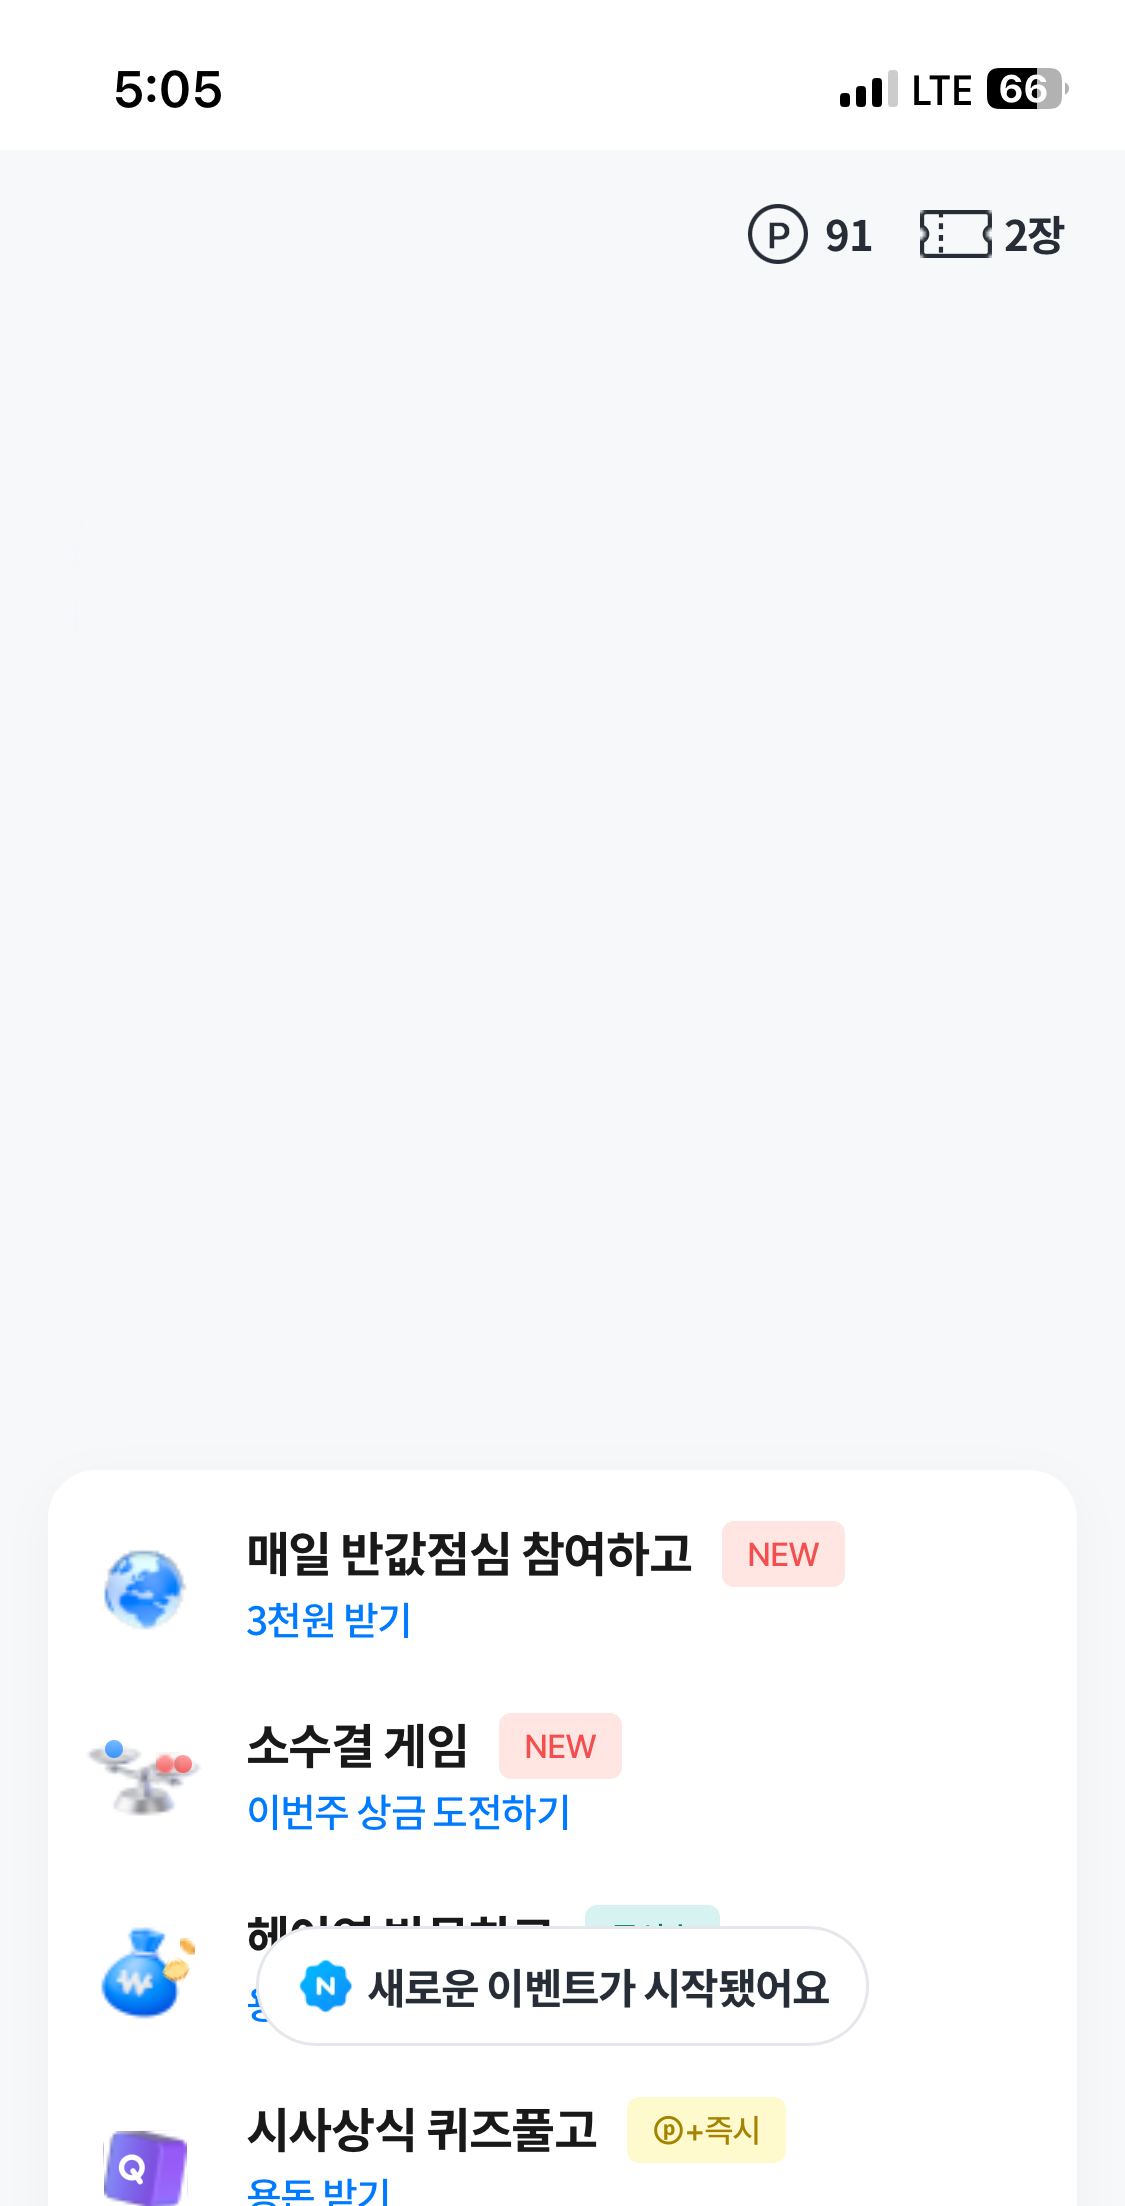 5:05 LTE 66
P 91 2장
매일 반값점심 참여하고 NEW
3천원 받기
소수결 게임 NEW
이번주 상금 도전하기
N 새로운 이벤트가 시작됐어요
시사상식 퀴즈풀고 ⓟ+즉시
Q
용돈 받기